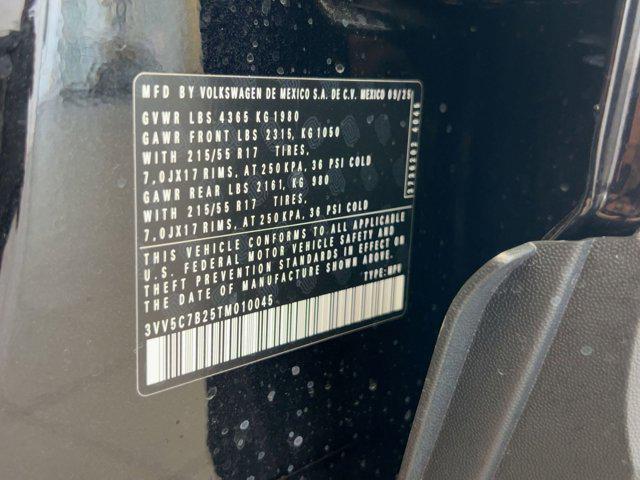 MFD BY VOLKSWAGEN DE MEXICO S.A. DE C.V. MEXICO 09/25
GVWR LBS 4365 KG 1980
GAWR FRONT LBS 2315, KG 1050
WITH 215/55 R17 TIRES,
7,0JX17 RIMS, AT 250 KPA, 36 PSI COLD
GAWR REAR LBS 2161, KG 980
WITH 215/55 R17 TIRES,
7,0JX17 RIMS, AT 250 KPA, 36 PSI COLD
THIS VEHICLE CONFORMS TO ALL APPLICABLE
U.S. FEDERAL MOTOR VEHICLE SAFETY AND
THEFT PREVENTION STANDARDS IN EFFECT ON
THE DATE OF MANUFACTURE SHOWN ABOVE.
TYPE: MPV
3VV5C7B25TM010045